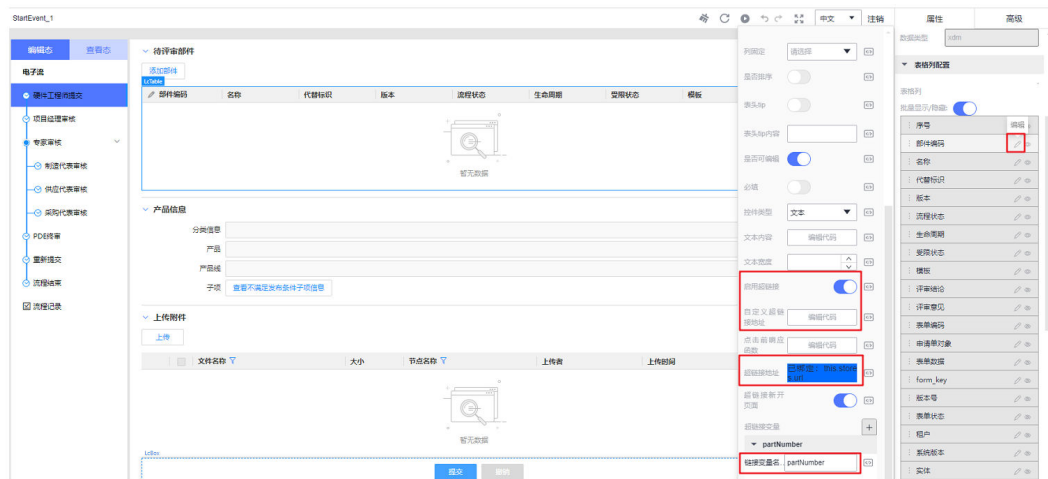 StartEvent_1
中文
注销
属性
高级
编辑态
查看态
电子流
硬件工程师提交
项目经理审核
专家审核
制造代表审核
供应代表审核
采购代表审核
PDE终审
重新提交
流程结束
流程记录
待评审部件
添加部件
LcTable
部件编码 名称 代替标识 版本 流程状态 生命周期 受限状态 模板
暂无数据
产品信息
分类信息
产品
产品线
子项 查看不满足发布条件子项信息
上传附件
上传
文件名称 大小 节点名称 上传者 上传时间
暂无数据
LcBox
提交 撤销
列固定 请选择
是否排序
表头tip
表头tip内容
是否可编辑
必填
控件类型 文本
文本内容 编辑代码
文本宽度
启用超链接
自定义超链
接地址
编辑代码
点击前响应
函数
编辑代码
超链接地址
已绑定： this.store
s.url
超链接新开
页面
超链接变量
partNumber
链接变量名.. partNumber
数据类型 xdm
表格列配置
表格列
批量显示/隐藏:
序号
编辑
部件编码
名称
代替标识
版本
流程状态
生命周期
受限状态
模板
评审结论
评审意见
表单编码
申请单对象
表单数据
form_key
版本号
表单状态
租户
系统版本
实体